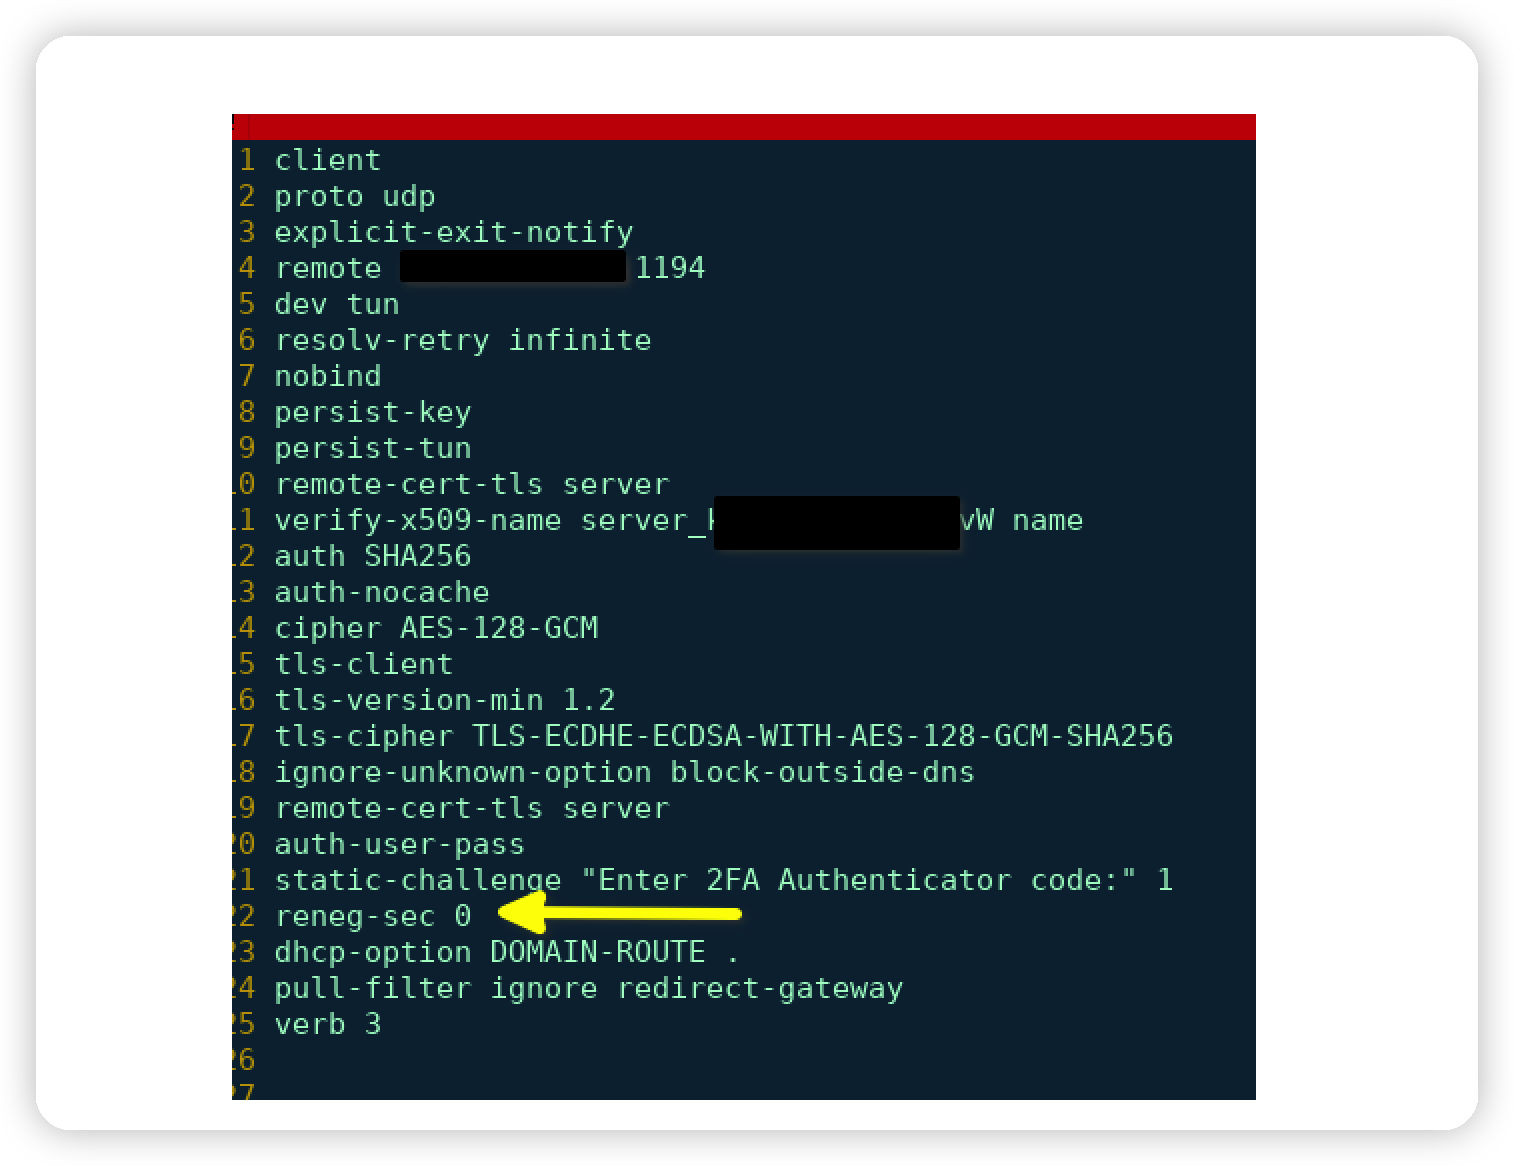 1 client
2 proto udp
3 explicit-exit-notify
4 remote 1194
5 dev tun
6 resolv-retry infinite
7 nobind
8 persist-key
9 persist-tun
10 remote-cert-tls server
11 verify-x509-name server_ vW name
12 auth SHA256
13 auth-nocache
14 cipher AES-128-GCM
15 tls-client
16 tls-version-min 1.2
17 tls-cipher TLS-ECDHE-ECDSA-WITH-AES-128-GCM-SHA256
18 ignore-unknown-option block-outside-dns
19 remote-cert-tls server
20 auth-user-pass
21 static-challenge "Enter 2FA Authenticator code:" 1
22 reneg-sec 0
23 dhcp-option DOMAIN-ROUTE .
24 pull-filter ignore redirect-gateway
25 verb 3
26
27